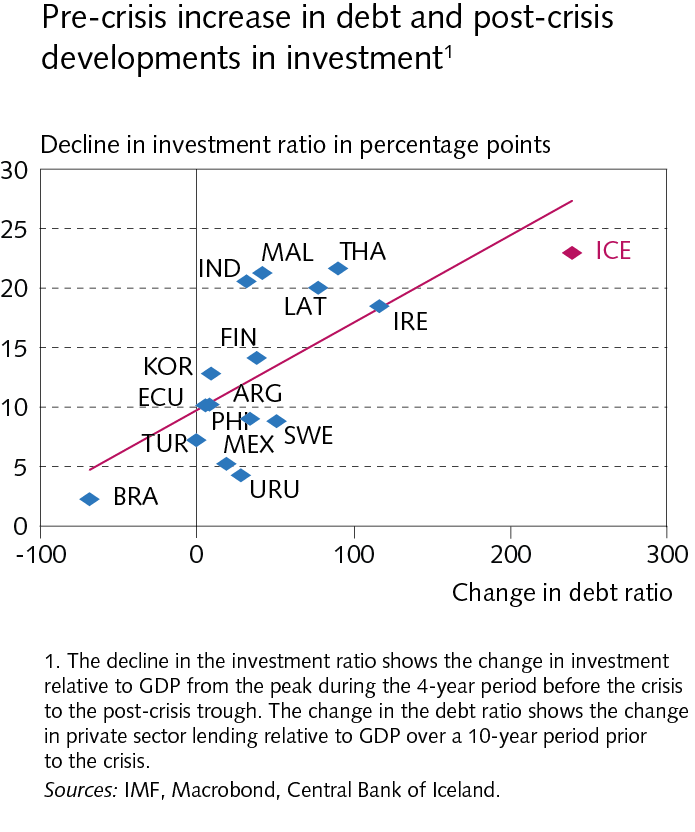 Pre-crisis increase in debt and post-crisis
developments in investment1
Decline in investment ratio in percentage points
30
25
20
15
10
5
0
-100
0
100
200
300
IND
MAL
THA
ICE
LAT
IRE
FIN
KOR
ECU
ARG
PHI
TUR
MEX
SWE
BRA
URU
Change in debt ratio
1. The decline in the investment ratio shows the change in investment
relative to GDP from the peak during the 4-year period before the crisis
to the post-crisis trough. The change in the debt ratio shows the change
in private sector lending relative to GDP over a 10-year period prior
to the crisis.
Sources: IMF, Macrobond, Central Bank of Iceland.